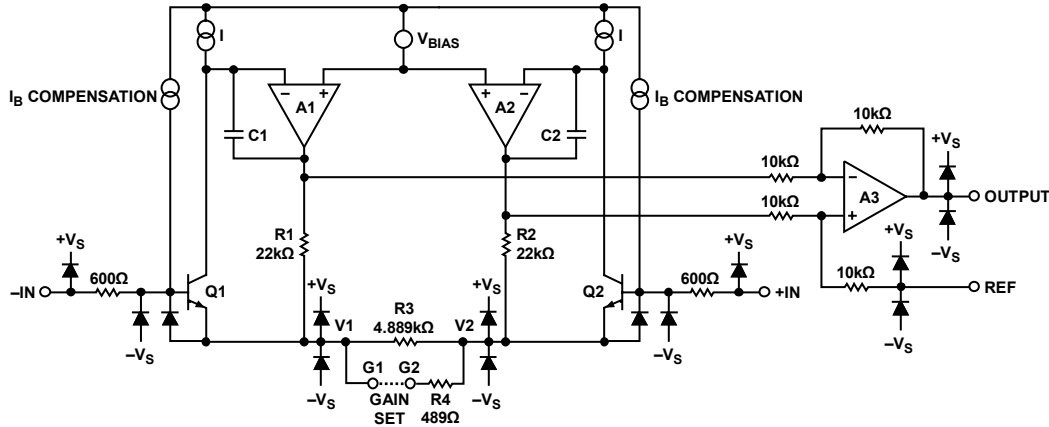 I
V_BIAS
I
I_B COMPENSATION
I_B COMPENSATION
− + + −
A1
A2
C1
C2
10kΩ
+V_S
10kΩ
−
A3
OUTPUT
10kΩ
+
−V_S
R1
22kΩ
R2
22kΩ
+V_S
+V_S
+V_S
10kΩ
REF
−V_S
−IN
600Ω
Q1
Q2
600Ω
+IN
+V_S
+V_S
−V_S
−V_S
V1
R3
4.889kΩ
V2
G1
G2
R4
489Ω
GAIN
SET
−V_S
−V_S